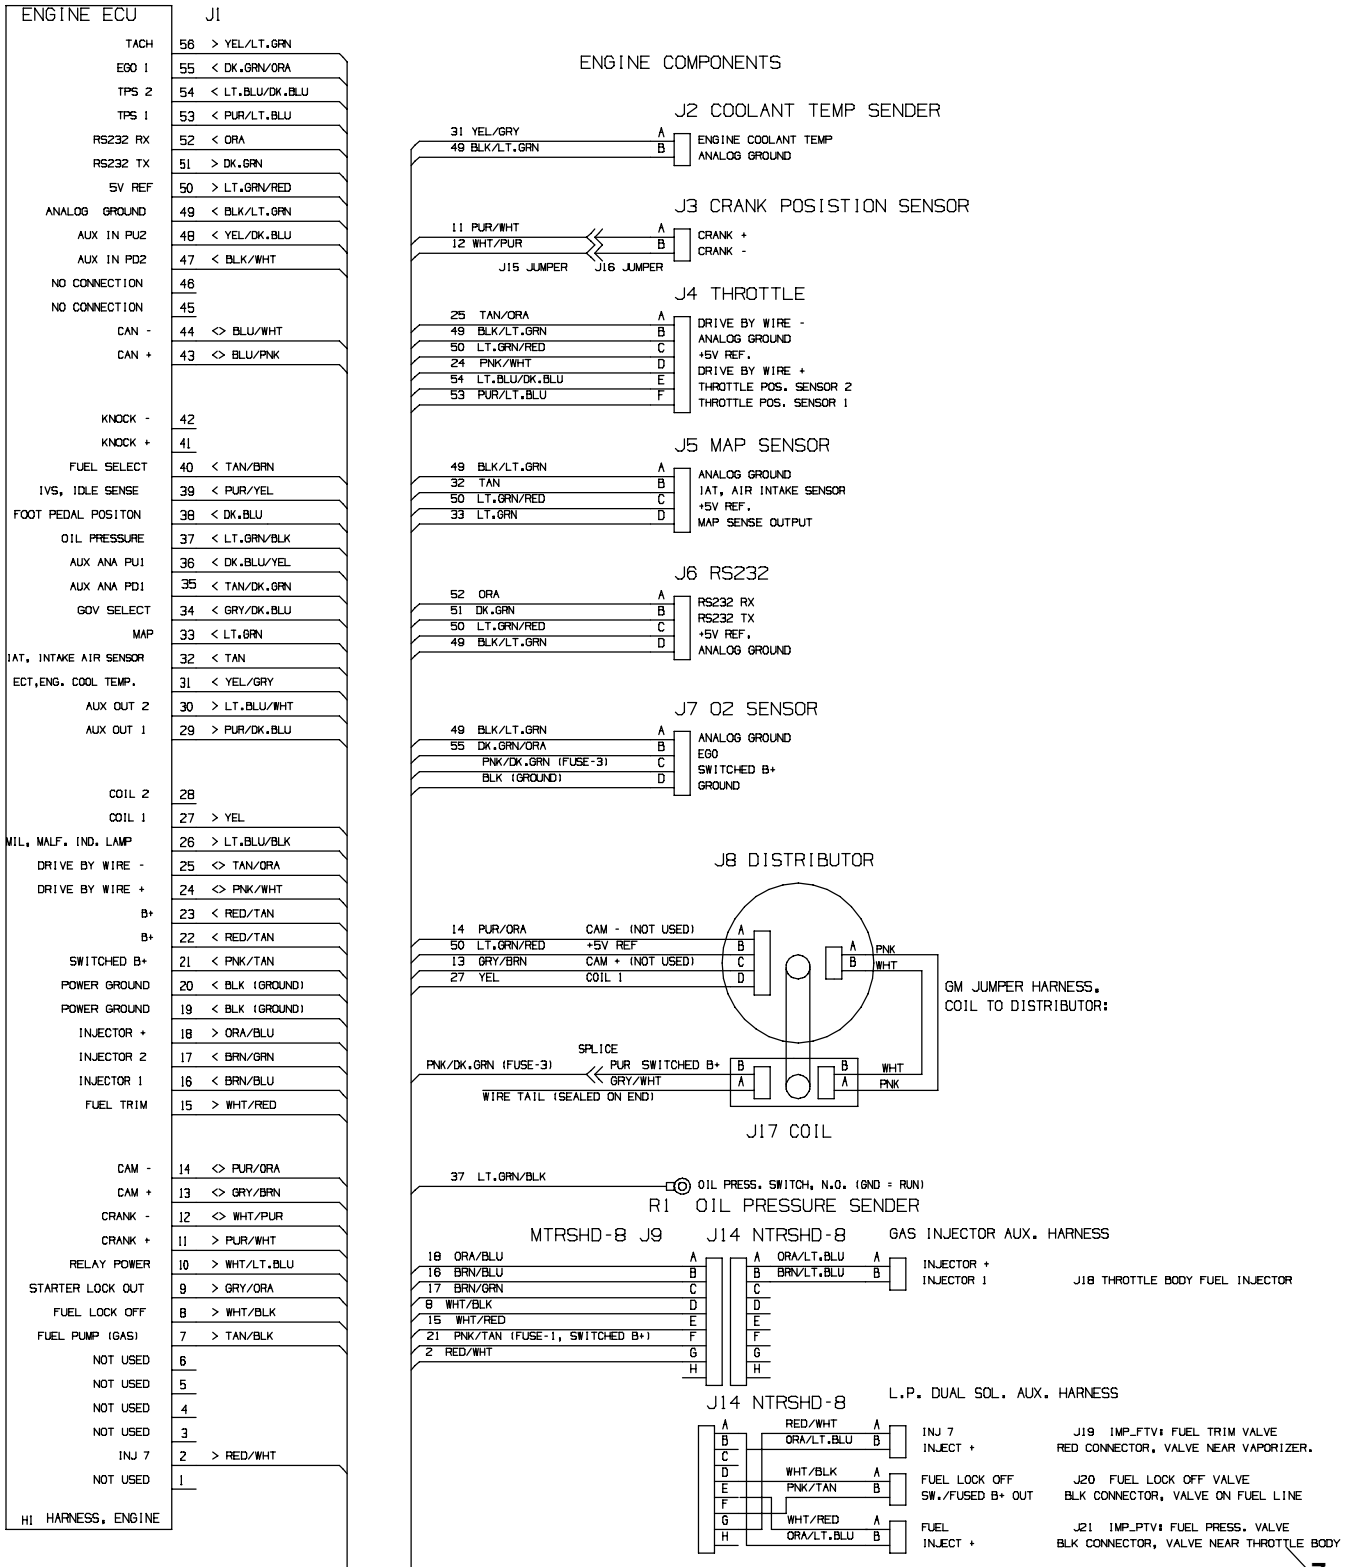 ENGINE ECU J1
TACH 56 > YEL/LT.GRN
EGO 1 55 < DK.GRN/ORA
TPS 2 54 < LT.BLU/DK.BLU
TPS 1 53 < PUR/LT.BLU
RS232 RX 52 < ORA
RS232 TX 51 > DK.GRN
5V REF 50 > LT.GRN/RED
ANALOG GROUND 49 < BLK/LT.GRN
AUX IN PU2 48 < YEL/DK.BLU
AUX IN PD2 47 < BLK/WHT
NO CONNECTION 46
NO CONNECTION 45
CAN - 44 <> BLU/WHT
CAN + 43 <> BLU/PNK
KNOCK - 42
KNOCK + 41
FUEL SELECT 40 < TAN/BRN
IVS, IDLE SENSE 39 < PUR/YEL
FOOT PEDAL POSITON 38 < DK.BLU
OIL PRESSURE 37 < LT.GRN/BLK
AUX ANA PU1 36 < DK.BLU/YEL
AUX ANA PD1 35 < TAN/DK.GRN
GOV SELECT 34 < GRY/DK.BLU
MAP 33 < LT.GRN
IAT, INTAKE AIR SENSOR 32 < TAN
ECT,ENG. COOL TEMP. 31 < YEL/GRY
AUX OUT 2 30 > LT.BLU/WHT
AUX OUT 1 29 > PUR/DK.BLU
COIL 2 28
COIL 1 27 > YEL
MIL, MALF. IND. LAMP 26 > LT.BLU/BLK
DRIVE BY WIRE - 25 <> TAN/ORA
DRIVE BY WIRE + 24 <> PNK/WHT
B+ 23 < RED/TAN
B+ 22 < RED/TAN
SWITCHED B+ 21 < PNK/TAN
POWER GROUND 20 < BLK (GROUND)
POWER GROUND 19 < BLK (GROUND)
INJECTOR + 18 > ORA/BLU
INJECTOR 2 17 < BRN/GRN
INJECTOR 1 16 < BRN/BLU
FUEL TRIM 15 > WHT/RED
CAM - 14 <> PUR/ORA
CAM + 13 <> GRY/BRN
CRANK - 12 <> WHT/PUR
CRANK + 11 > PUR/WHT
RELAY POWER 10 > WHT/LT.BLU
STARTER LOCK OUT 9 > GRY/ORA
FUEL LOCK OFF 8 > WHT/BLK
FUEL PUMP (GAS) 7 > TAN/BLK
NOT USED 6
NOT USED 5
NOT USED 4
NOT USED 3
INJ 7 2 > RED/WHT
NOT USED 1
H1 HARNESS, ENGINE
ENGINE COMPONENTS
J2 COOLANT TEMP SENDER
31 YEL/GRY A ENGINE COOLANT TEMP
49 BLK/LT.GRN B ANALOG GROUND
J3 CRANK POSISTION SENSOR
11 PUR/WHT A CRANK +
12 WHT/PUR B CRANK -
J15 JUMPER J16 JUMPER
J4 THROTTLE
25 TAN/ORA A DRIVE BY WIRE -
49 BLK/LT.GRN B ANALOG GROUND
50 LT.GRN/RED C +5V REF.
24 PNK/WHT D DRIVE BY WIRE +
54 LT.BLU/DK.BLU E THROTTLE POS. SENSOR 2
53 PUR/LT.BLU F THROTTLE POS. SENSOR 1
J5 MAP SENSOR
49 BLK/LT.GRN A ANALOG GROUND
32 TAN B IAT, AIR INTAKE SENSOR
50 LT.GRN/RED C +5V REF.
33 LT.GRN D MAP SENSE OUTPUT
J6 RS232
52 ORA A RS232 RX
51 DK.GRN B RS232 TX
50 LT.GRN/RED C +5V REF.
49 BLK/LT.GRN D ANALOG GROUND
J7 O2 SENSOR
49 BLK/LT.GRN A ANALOG GROUND
55 DK.GRN/ORA B EGO
PNK/DK.GRN (FUSE-3) C SWITCHED B+
BLK (GROUND) D GROUND
J8 DISTRIBUTOR
14 PUR/ORA CAM - (NOT USED) A
50 LT.GRN/RED +5V REF B A PNK
13 GRY/BRN CAM + (NOT USED) C B WHT
27 YEL COIL 1 D
GM JUMPER HARNESS,
COIL TO DISTRIBUTOR:
SPLICE
PNK/DK.GRN (FUSE-3) PUR SWITCHED B+ B B WHT
GRY/WHT A A PNK
WIRE TAIL (SEALED ON END)
J17 COIL
37 LT.GRN/BLK OIL PRESS. SWITCH, N.O. (GND = RUN)
R1 OIL PRESSURE SENDER
MTRSHD-8 J9 J14 NTRSHD-8 GAS INJECTOR AUX. HARNESS
18 ORA/BLU A A ORA/LT.BLU A INJECTOR +
16 BRN/BLU B B BRN/LT.BLU B INJECTOR 1 J18 THROTTLE BODY FUEL INJECTOR
17 BRN/GRN C C
8 WHT/BLK D D
15 WHT/RED E E
21 PNK/TAN (FUSE-1, SWITCHED B+) F F
2 RED/WHT G G
H H
J14 NTRSHD-8 L.P. DUAL SOL. AUX. HARNESS
A RED/WHT A INJ 7 J19 IMP_FTV: FUEL TRIM VALVE
B ORA/LT.BLU B INJECT + RED CONNECTOR, VALVE NEAR VAPORIZER.
C
D WHT/BLK A FUEL LOCK OFF J20 FUEL LOCK OFF VALVE
E PNK/TAN B SW./FUSED B+ OUT BLK CONNECTOR, VALVE ON FUEL LINE
F
G WHT/RED A FUEL J21 IMP_PTV: FUEL PRESS. VALVE
H ORA/LT.BLU B INJECT + BLK CONNECTOR, VALVE NEAR THROTTLE BODY